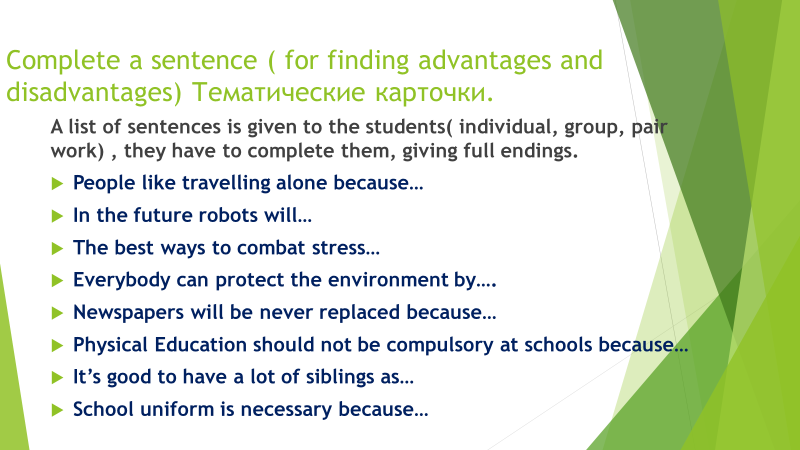 Complete a sentence ( for finding advantages and
disadvantages) Тематические карточки.
A list of sentences is given to the students( individual, group, pair
work) , they have to complete them, giving full endings.
People like travelling alone because…
In the future robots will…
The best ways to combat stress…
Everybody can protect the environment by….
Newspapers will be never replaced because…
Physical Education should not be compulsory at schools because…
It’s good to have a lot of siblings as…
School uniform is necessary because…